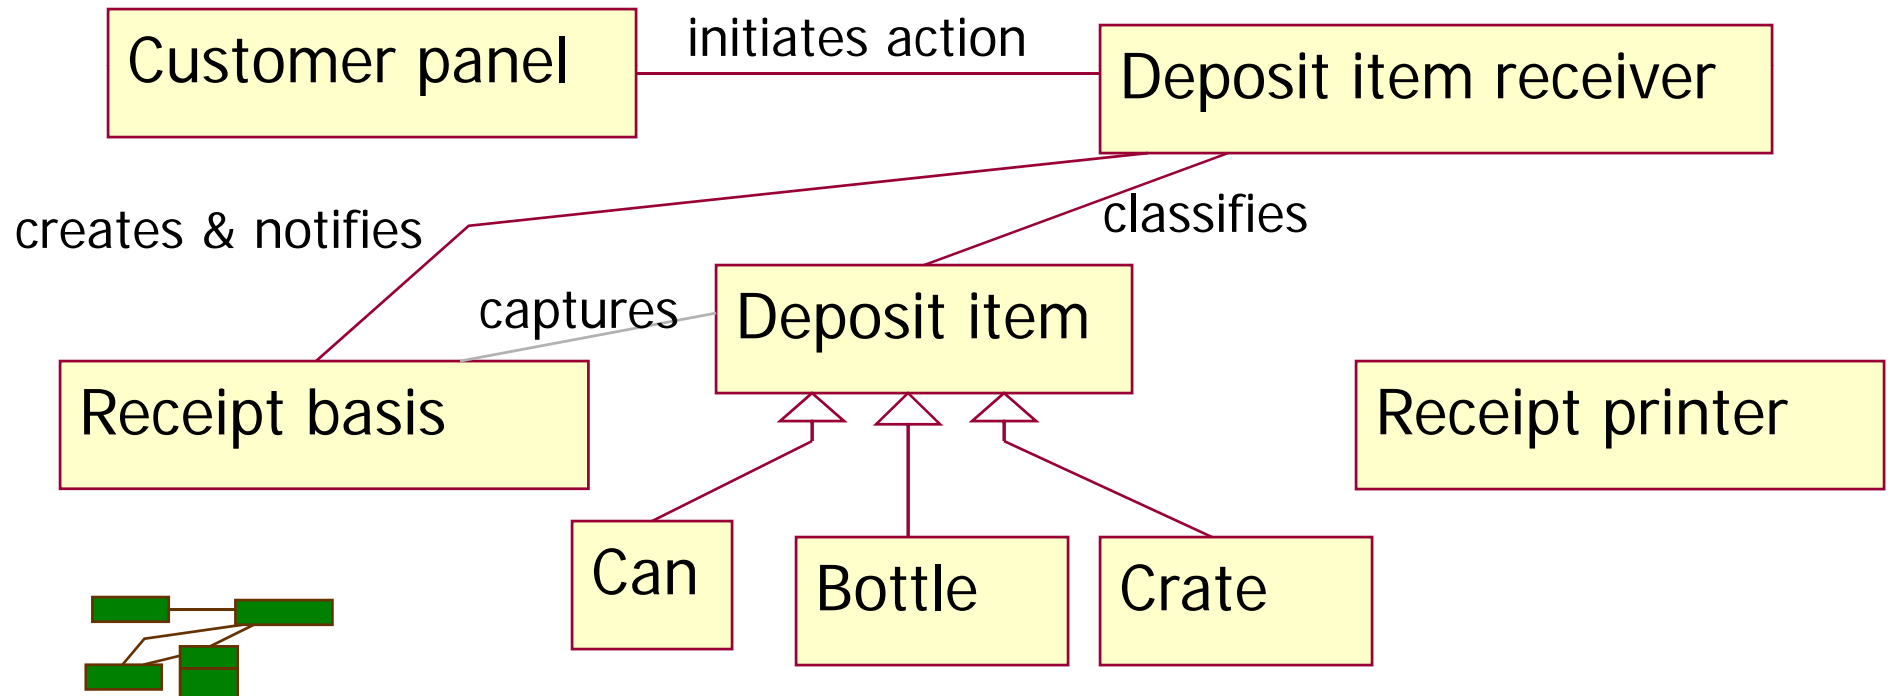 Customer panel
initiates action
Deposit item receiver
creates & notifies
classifies
captures
Deposit item
Receipt basis
Receipt printer
Can
Bottle
Crate